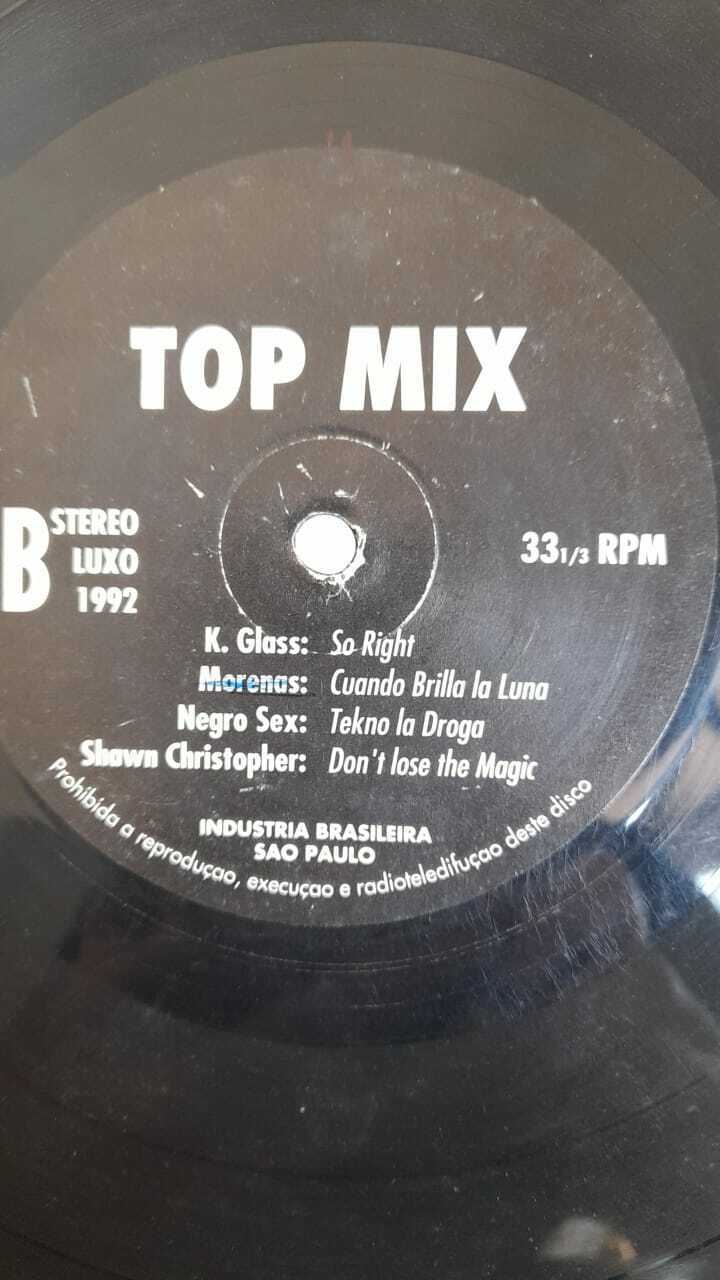 TOP MIX
B
STEREO
LUXO
1992
33 1/3 RPM
K. Glass: So Right
Morenas: Cuando Brilla la Luna
Negro Sex: Tekno la Droga
Shawn Christopher: Don't lose the Magic
INDUSTRIA BRASILEIRA
SAO PAULO
Prohibida a reproduçao, execuçao e radioteledifuçao deste disco